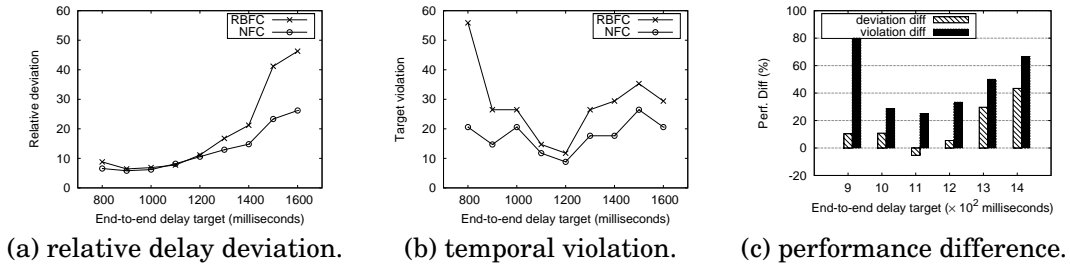 60
50
40
30
20
10
0
Relative deviation
RBFC
NFC
800 1000 1200 1400 1600
End-to-end delay target (milliseconds)
(a) relative delay deviation.
60
50
40
30
20
10
0
Target violation
RBFC
NFC
800 1000 1200 1400 1600
End-to-end delay target (milliseconds)
(b) temporal violation.
100
80
60
40
20
0
-20
Perf. Diff (%)
deviation diff
violation diff
9 10 11 12 13 14
End-to-end delay target (× 10² milliseconds)
(c) performance difference.